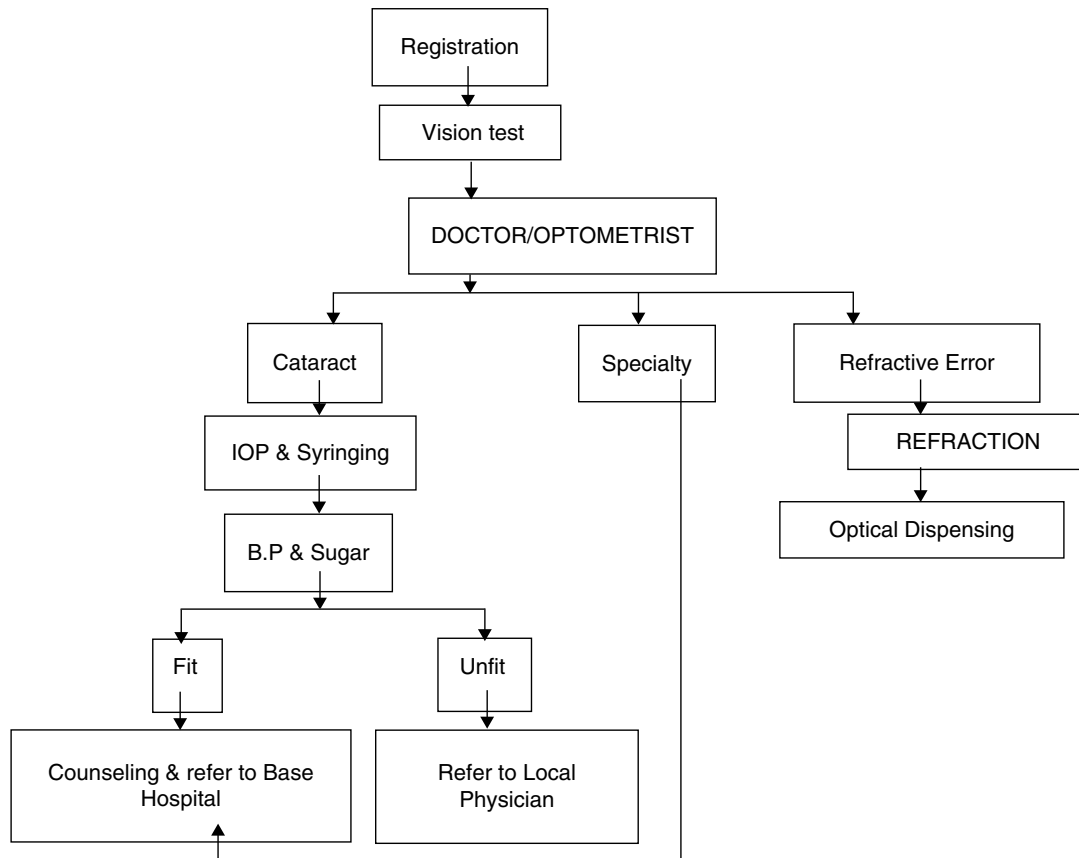 Registration
Vision test
DOCTOR/OPTOMETRIST
Cataract
Specialty
Refractive Error
IOP & Syringing
REFRACTION
B.P & Sugar
Optical Dispensing
Fit
Unfit
Counseling & refer to Base
Hospital
Refer to Local
Physician